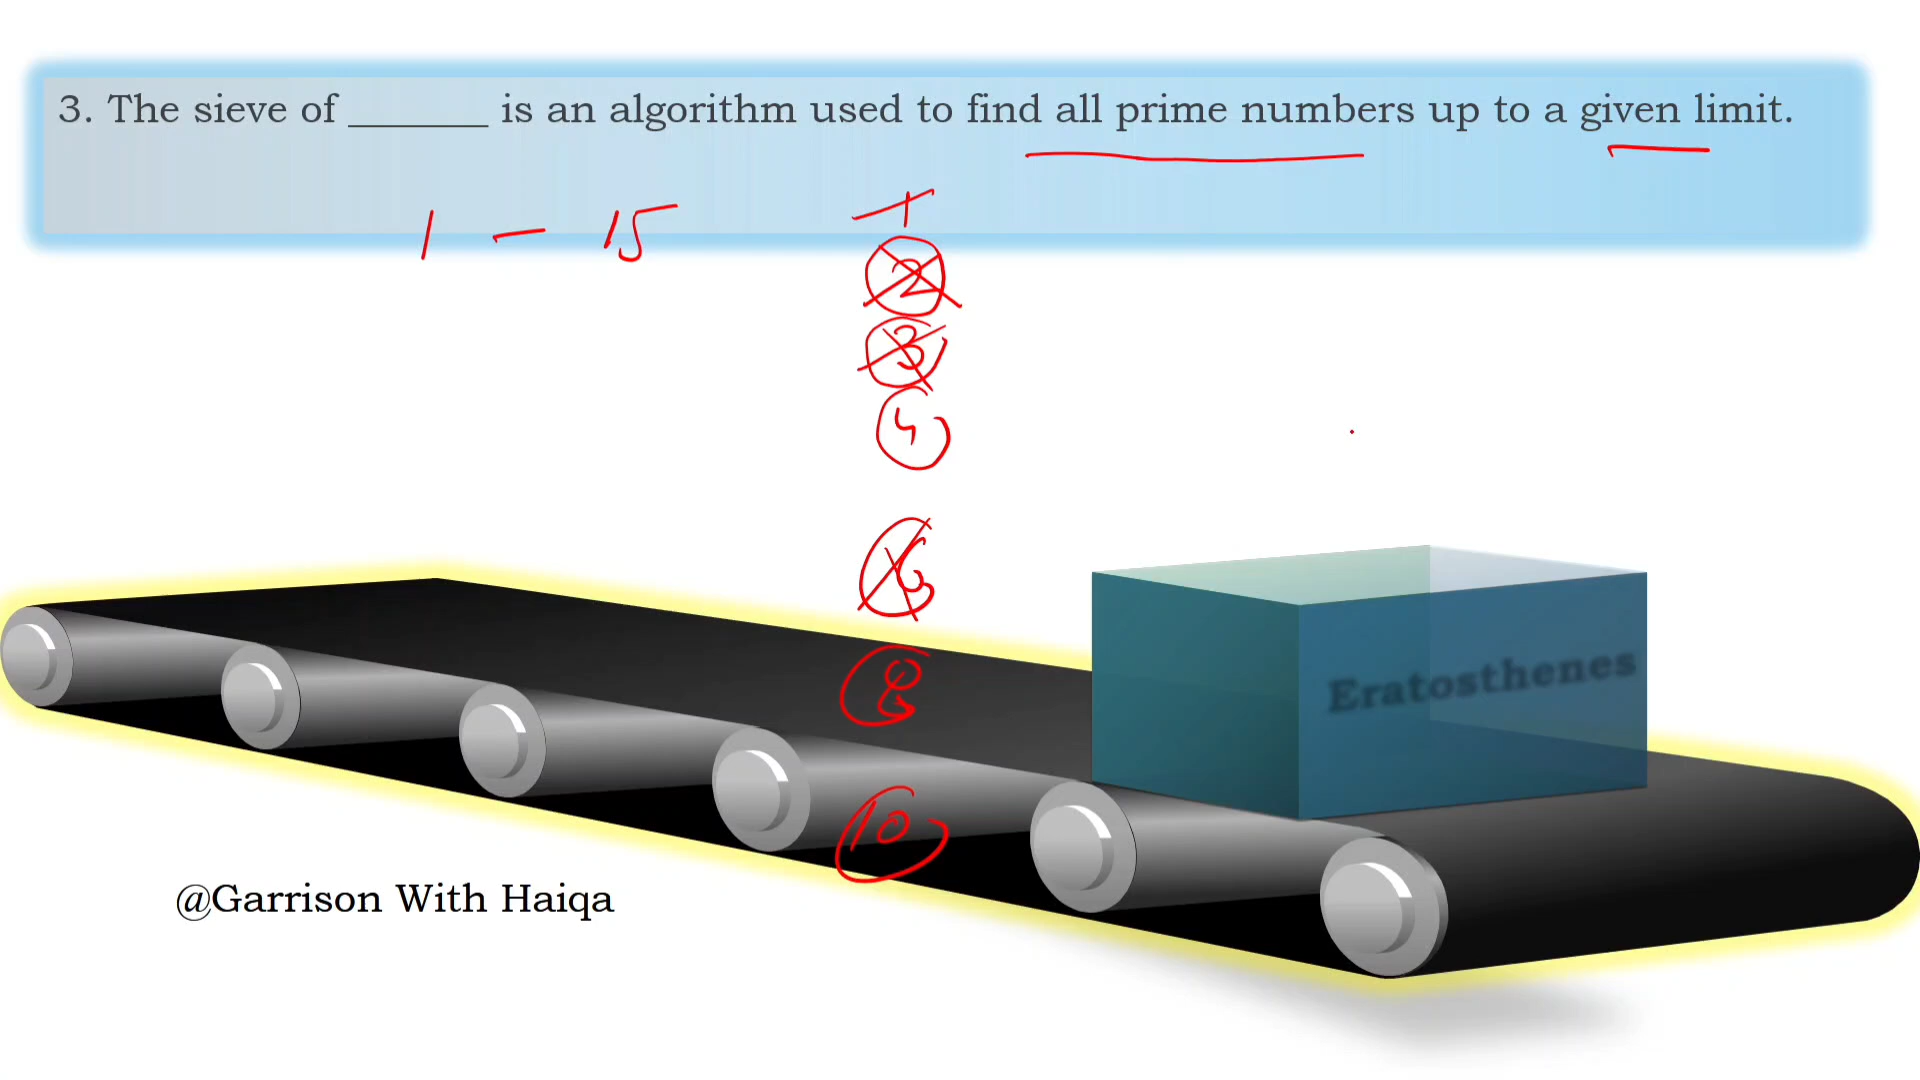 3. The sieve of _______ is an algorithm used to find all prime numbers up to a given limit.
1 - 15
1
2
3
4
6
8
10
Eratosthenes
@Garrison With Haiqa